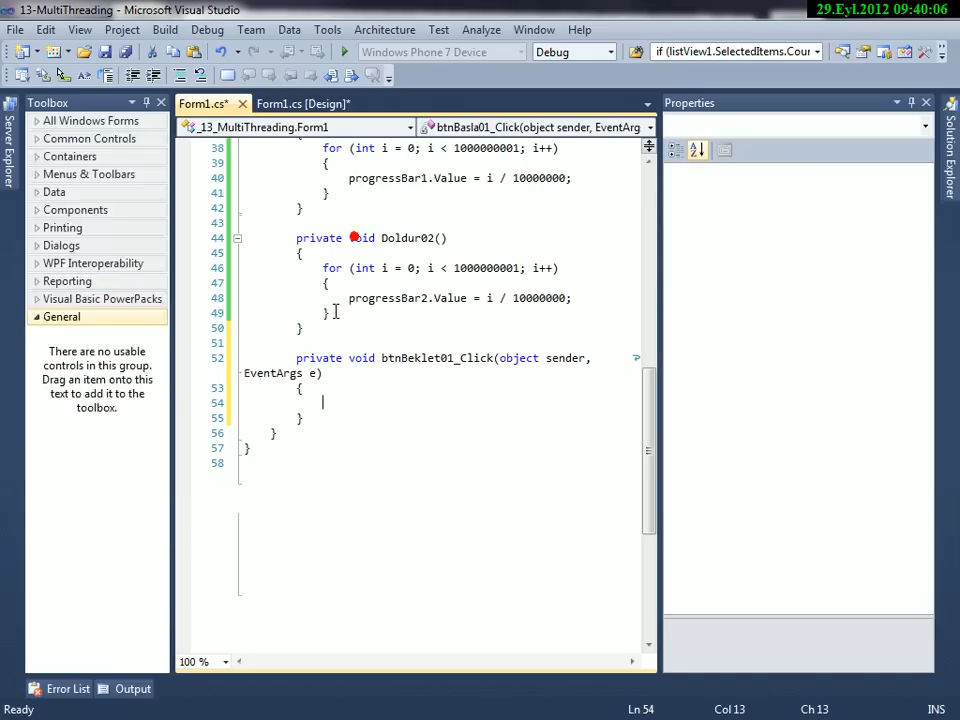 13-MultiThreading - Microsoft Visual Studio
29.Eyl.2012 09:40:06
File Edit View Project Build Debug Team Data Tools Architecture Test Analyze Window Help
Windows Phone 7 Device Debug if (listView1.SelectedItems.Cour
Toolbox
Form1.cs* Form1.cs [Design]*
Properties
_13_MultiThreading.Form1 btnBasla01_Click(object sender, EventArg
Server Explorer
Solution Explorer
All Windows Forms
Common Controls
Containers
Menus & Toolbars
Data
Components
Printing
Dialogs
WPF Interoperability
Reporting
Visual Basic PowerPacks
General
There are no usable
controls in this group.
Drag an item onto this
text to add it to the
toolbox.
38 for (int i = 0; i < 1000000001; i++)
39 {
40 progressBar1.Value = i / 10000000;
41 }
42 }
43
44 private void Doldur02()
45 {
46 for (int i = 0; i < 1000000001; i++)
47 {
48 progressBar2.Value = i / 10000000;
49 }
50 }
51
52 private void btnBeklet01_Click(object sender,
EventArgs e)
53 {
54
55 }
56 }
57 }
58
100 %
Error List Output
Ready Ln 54 Col 13 Ch 13 INS